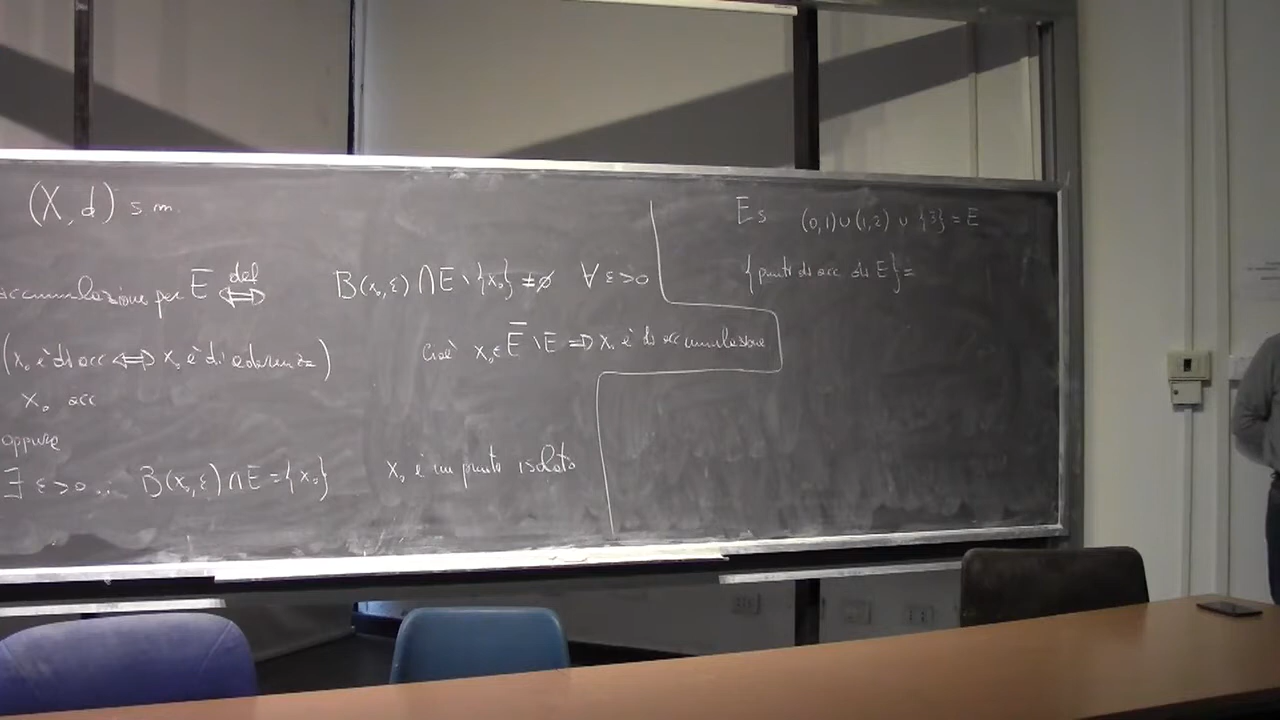 (X, d) s.m.
accumulazione per E ⇔ def B(x₀, ε) ∩ E \ {x₀} ≠ ∅ ∀ ε>0
(x₀ è di acc ⇔ x₀ è di aderenza)
cioè x₀ ∈ E̅ \ E ⇒ x₀ è di accumulazione
x₀ acc
oppure
∃ ε>0 .: B(x₀, ε) ∩ E = {x₀} x₀ è un punto isolato
Es (0,1) ∪ (1,2) ∪ {3} = E
{punti di acc di E} =